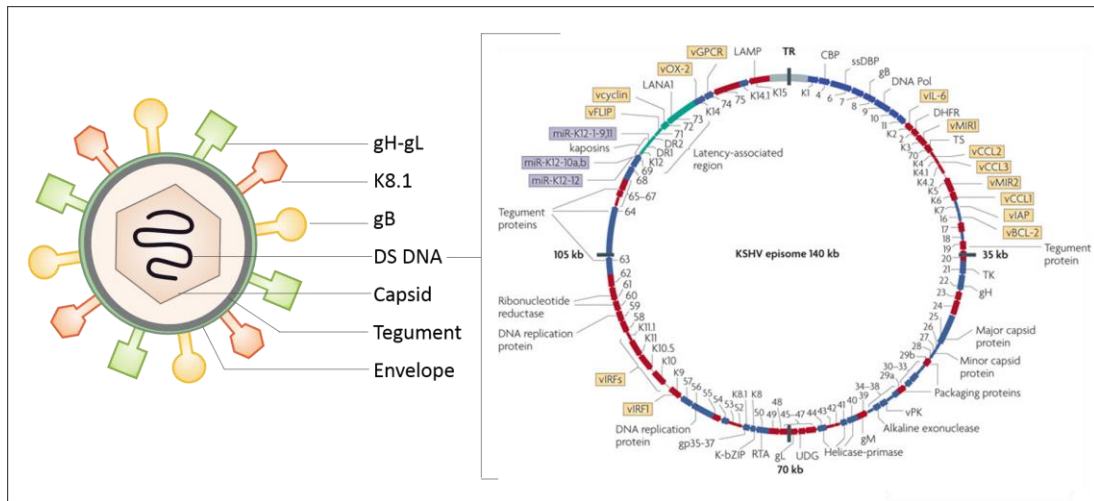 gH-gL
K8.1
gB
DS DNA
Capsid
Tegument
Envelope
TR
CBP
ssDBP
gB
DNA Pol
vIL-6
DHFR
vMIR1
TS
vCCL2
vCCL3
vMIR2
vCCL1
vIAP
vBCL-2
Tegument
protein
35 kb
TK
gH
Major capsid
protein
Minor capsid
protein
Packaging proteins
vPK
Alkaline exonuclease
gM
Helicase-primase
UDG
gL
70 kb
RTA
K-bZIP
gp35-37
DNA replication
protein
vIRF1
vIRFs
DNA replication
protein
Ribonucleotide
reductase
105 kb
Tegument
proteins
miR-K12-12
miR-K12-10a,b
kaposins
miR-K12-1-9,11
vFLIP
vcyclin
LANA1
vOX-2
vGPCR
LAMP
K1
4
6
7
8
9
10
11
K2
2
K3
70
K4
K4.1
K4.2
K5
K6
K7
16
17
18
19
20
21
22
23
24
25
26
27
28
29b
30–33
29a
34–38
39
40
41
42
43
44
45–47
48
49
50
K8
K8.1
52
53
54
55
56
57
K9
K10
K10.5
K11
K11.1
58
59
60
61
62
63
64
65–67
68
69
K12
DR1
DR2
71
72
73
K14
74
75
K14.1
K15
Latency-associated
region
KSHV episome 140 kb